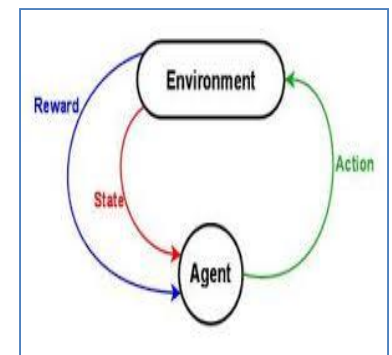 Environment
Reward
Action
State
Agent